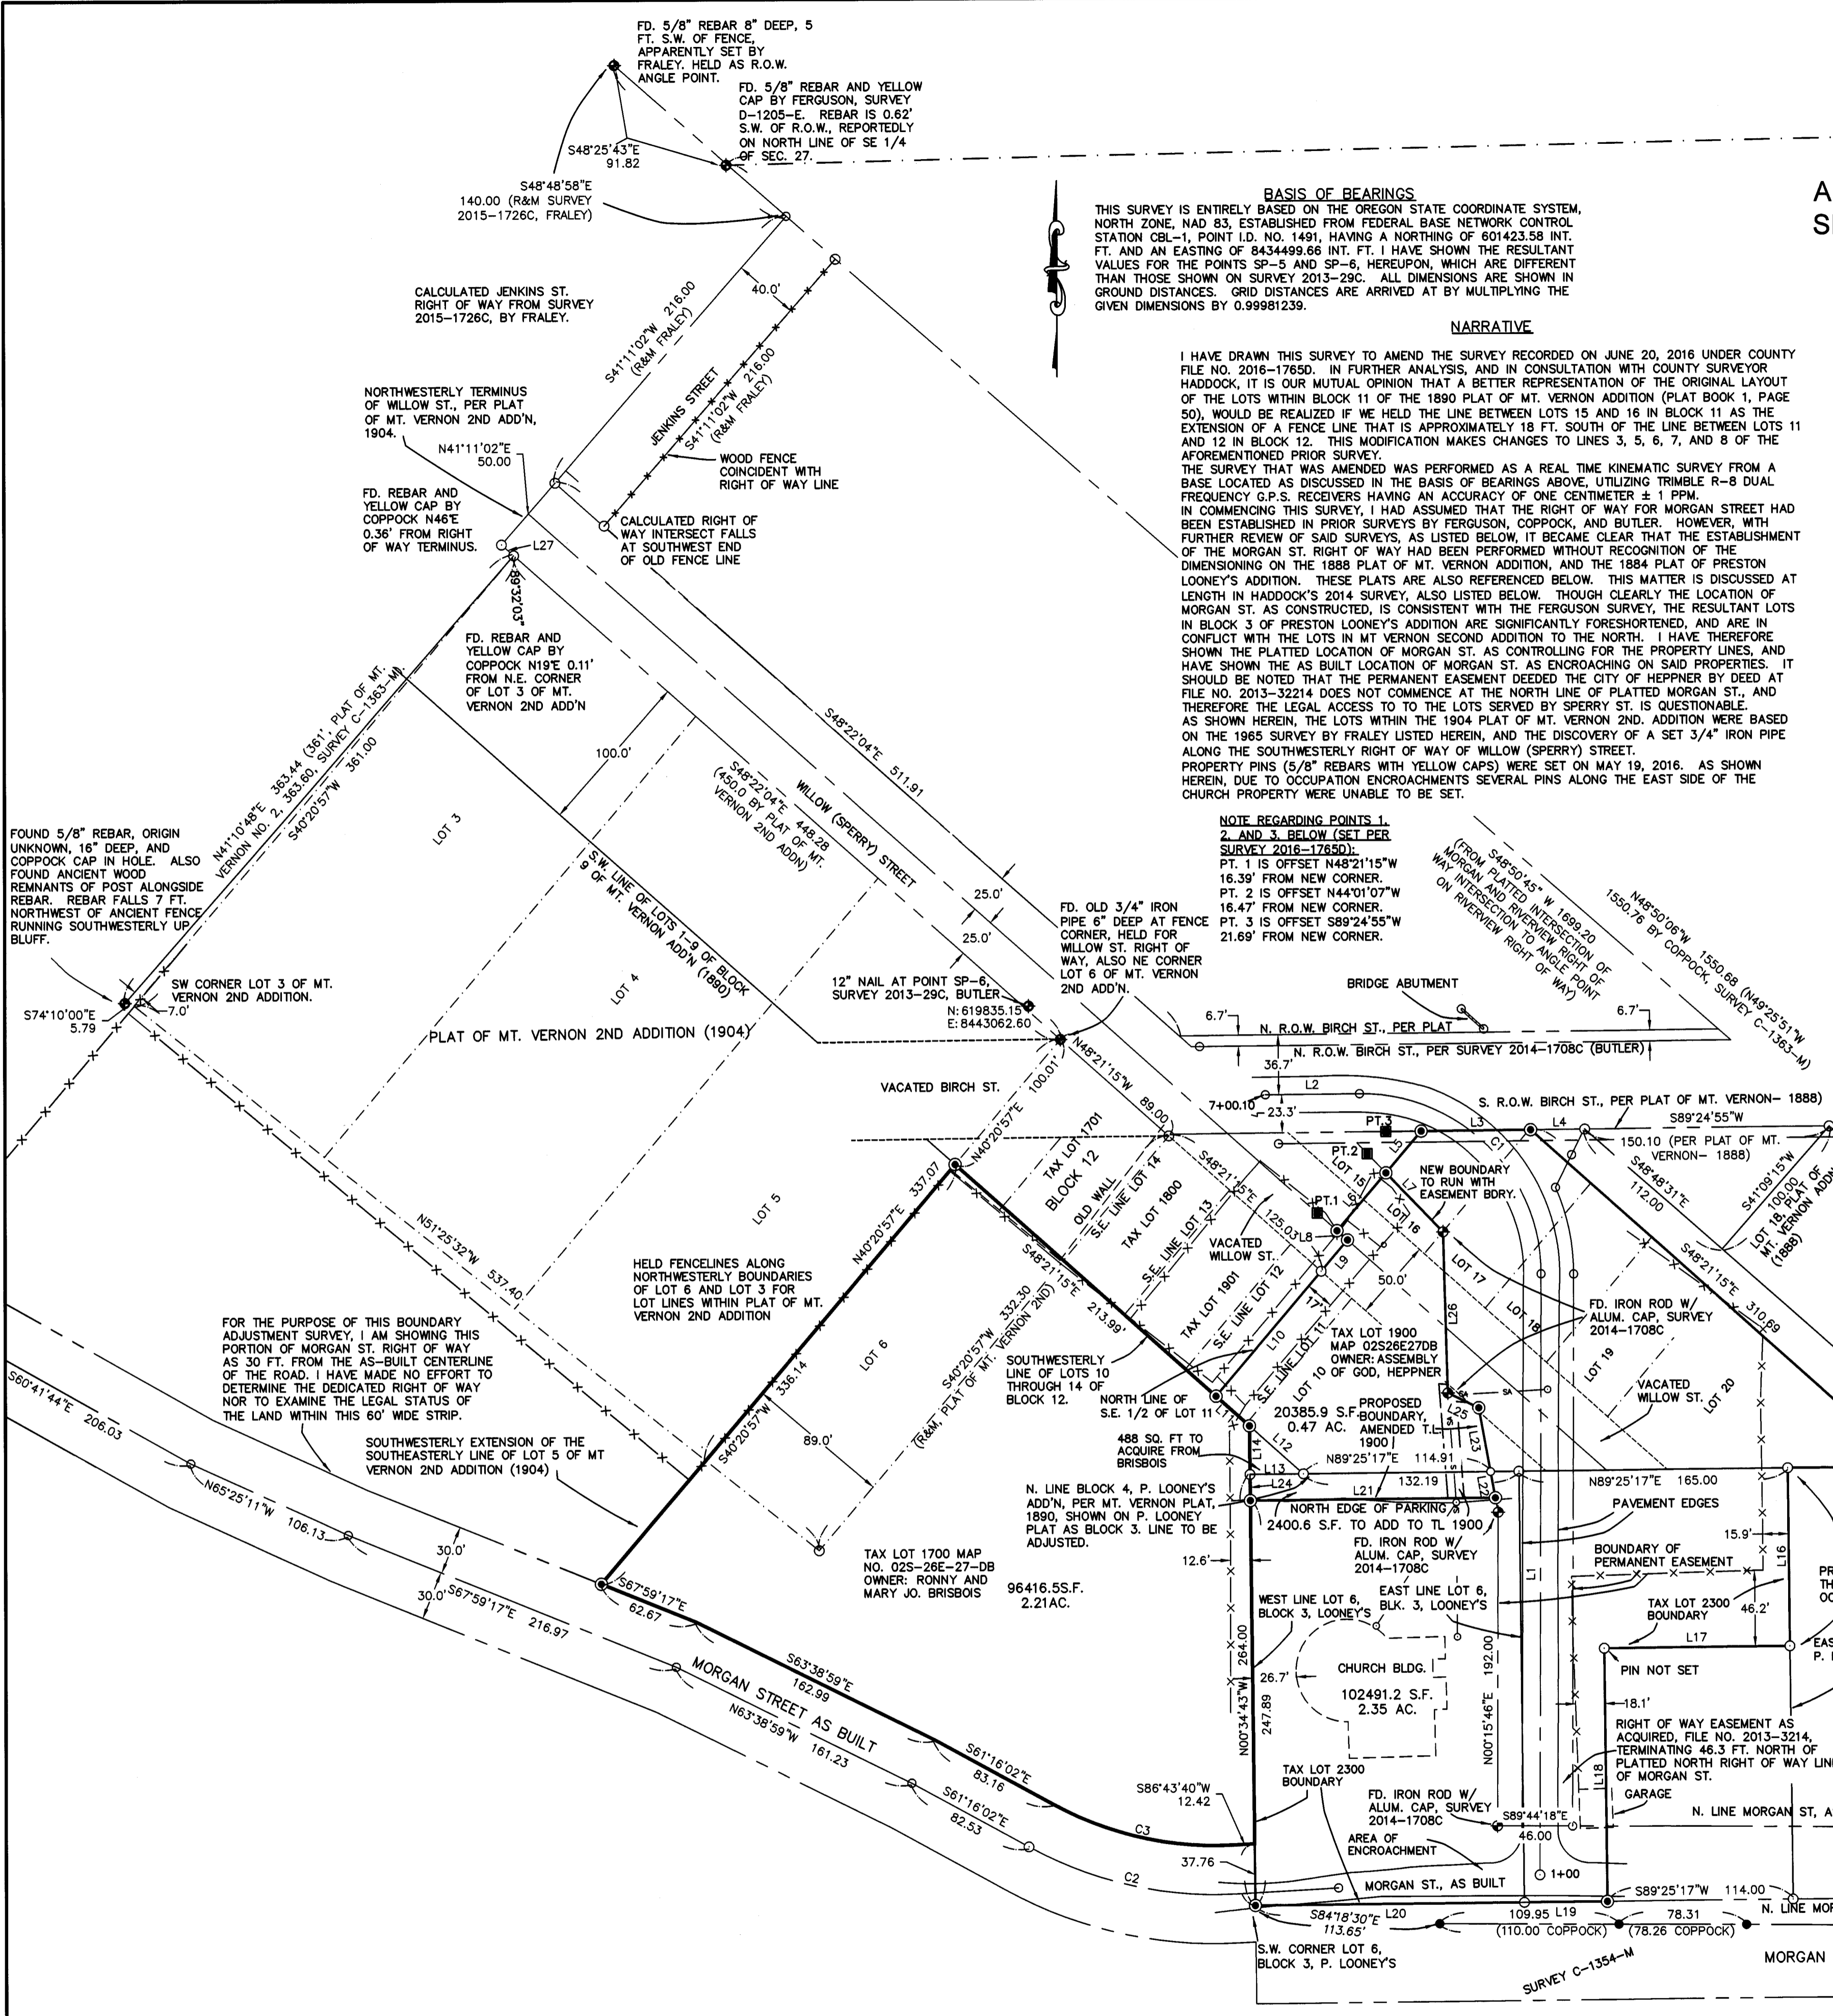 FD. 5/8" REBAR 8" DEEP, 5
FT. S.W. OF FENCE,
APPARENTLY SET BY
FRALEY. HELD AS R.O.W.
ANGLE POINT.
FD. 5/8" REBAR AND YELLOW
CAP BY FERGUSON, SURVEY
D-1205-E. REBAR IS 0.62'
S.W. OF R.O.W., REPORTEDLY
ON NORTH LINE OF SE 1/4
OF SEC. 27.
S48°25'43"E
91.82
S48°48'58"E
140.00 (R&M SURVEY
2015-1726C, FRALEY)
BASIS OF BEARINGS
THIS SURVEY IS ENTIRELY BASED ON THE OREGON STATE COORDINATE SYSTEM,
NORTH ZONE, NAD 83, ESTABLISHED FROM FEDERAL BASE NETWORK CONTROL
STATION CBL-1, POINT I.D. NO. 1491, HAVING A NORTHING OF 601423.58 INT.
FT. AND AN EASTING OF 8434499.66 INT. FT. I HAVE SHOWN THE RESULTANT
VALUES FOR THE POINTS SP-5 AND SP-6, HEREUPON, WHICH ARE DIFFERENT
THAN THOSE SHOWN ON SURVEY 2013-29C. ALL DIMENSIONS ARE SHOWN IN
GROUND DISTANCES. GRID DISTANCES ARE ARRIVED AT BY MULTIPLYING THE
GIVEN DIMENSIONS BY 0.99981239.
NARRATIVE
I HAVE DRAWN THIS SURVEY TO AMEND THE SURVEY RECORDED ON JUNE 20, 2016 UNDER COUNTY
FILE NO. 2016-1765D. IN FURTHER ANALYSIS, AND IN CONSULTATION WITH COUNTY SURVEYOR
HADDOCK, IT IS OUR MUTUAL OPINION THAT A BETTER REPRESENTATION OF THE ORIGINAL LAYOUT
OF THE LOTS WITHIN BLOCK 11 OF THE 1890 PLAT OF MT. VERNON ADDITION (PLAT BOOK 1, PAGE
50), WOULD BE REALIZED IF WE HELD THE LINE BETWEEN LOTS 15 AND 16 IN BLOCK 11 AS THE
EXTENSION OF A FENCE LINE THAT IS APPROXIMATELY 18 FT. SOUTH OF THE LINE BETWEEN LOTS 11
AND 12 IN BLOCK 12. THIS MODIFICATION MAKES CHANGES TO LINES 3, 5, 6, 7, AND 8 OF THE
AFOREMENTIONED PRIOR SURVEY.
THE SURVEY THAT WAS AMENDED WAS PERFORMED AS A REAL TIME KINEMATIC SURVEY FROM A
BASE LOCATED AS DISCUSSED IN THE BASIS OF BEARINGS ABOVE, UTILIZING TRIMBLE R-8 DUAL
FREQUENCY G.P.S. RECEIVERS HAVING AN ACCURACY OF ONE CENTIMETER ± 1 PPM.
IN COMMENCING THIS SURVEY, I HAD ASSUMED THAT THE RIGHT OF WAY FOR MORGAN STREET HAD
BEEN ESTABLISHED IN PRIOR SURVEYS BY FERGUSON, COPPOCK, AND BUTLER. HOWEVER, WITH
FURTHER REVIEW OF SAID SURVEYS, AS LISTED BELOW, IT BECAME CLEAR THAT THE ESTABLISHMENT
OF THE MORGAN ST. RIGHT OF WAY HAD BEEN PERFORMED WITHOUT RECOGNITION OF THE
DIMENSIONING ON THE 1888 PLAT OF MT. VERNON ADDITION, AND THE 1884 PLAT OF PRESTON
LOONEY'S ADDITION. THESE PLATS ARE ALSO REFERENCED BELOW. THIS MATTER IS DISCUSSED AT
LENGTH IN HADDOCK'S 2014 SURVEY, ALSO LISTED BELOW. THOUGH CLEARLY THE LOCATION OF
MORGAN ST. AS CONSTRUCTED, IS CONSISTENT WITH THE FERGUSON SURVEY, THE RESULTANT LOTS
IN BLOCK 3 OF PRESTON LOONEY'S ADDITION ARE SIGNIFICANTLY FORESHORTENED, AND ARE IN
CONFLICT WITH THE LOTS IN MT VERNON SECOND ADDITION TO THE NORTH. I HAVE THEREFORE
SHOWN THE PLATTED LOCATION OF MORGAN ST. AS CONTROLLING FOR THE PROPERTY LINES, AND
HAVE SHOWN THE AS BUILT LOCATION OF MORGAN ST. AS ENCROACHING ON SAID PROPERTIES. IT
SHOULD BE NOTED THAT THE PERMANENT EASEMENT DEEDED THE CITY OF HEPPNER BY DEED AT
FILE NO. 2013-32214 DOES NOT COMMENCE AT THE NORTH LINE OF PLATTED MORGAN ST., AND
THEREFORE THE LEGAL ACCESS TO TO THE LOTS SERVED BY SPERRY ST. IS QUESTIONABLE.
AS SHOWN HEREIN, THE LOTS WITHIN THE 1904 PLAT OF MT. VERNON 2ND. ADDITION WERE BASED
ON THE 1965 SURVEY BY FRALEY LISTED HEREIN, AND THE DISCOVERY OF A SET 3/4" IRON PIPE
ALONG THE SOUTHWESTERLY RIGHT OF WAY OF WILLOW (SPERRY) STREET.
PROPERTY PINS (5/8" REBARS WITH YELLOW CAPS) WERE SET ON MAY 19, 2016. AS SHOWN
HEREIN, DUE TO OCCUPATION ENCROACHMENTS SEVERAL PINS ALONG THE EAST SIDE OF THE
CHURCH PROPERTY WERE UNABLE TO BE SET.
CALCULATED JENKINS ST.
RIGHT OF WAY FROM SURVEY
2015-1726C, BY FRALEY.
40.0'
S41°11'02"W 216.00
(R&M FRALEY)
JENKINS STREET
S41°11'02"W 216.00
(R&M FRALEY)
NORTHWESTERLY TERMINUS
OF WILLOW ST., PER PLAT
OF MT. VERNON 2ND ADD'N,
1904.
N41°11'02"E
50.00
WOOD FENCE
COINCIDENT WITH
RIGHT OF WAY LINE
FD. REBAR AND
YELLOW CAP BY
COPPOCK N46°E
0.36' FROM RIGHT
OF WAY TERMINUS.
CALCULATED RIGHT OF
WAY INTERSECT FALLS
AT SOUTHWEST END
OF OLD FENCE LINE
L27
89°32'03"
FD. REBAR AND
YELLOW CAP BY
COPPOCK N19°E 0.11'
FROM N.E. CORNER
OF LOT 3 OF MT.
VERNON 2ND ADD'N
N41°10'48"E 363.44 (361', PLAT OF MT.
VERNON NO. 2, 363.60, SURVEY C-1363-M).
S40°20'57"W 361.00
LOT 3
100.0'
S48°22'04"E 511.91
S48°22'04"E 448.28
(450.0 BY PLAT OF MT.
VERNON 2ND ADDN)
WILLOW (SPERRY) STREET
25.0'
25.0'
S.W. LINE OF LOTS 1-9 OF BLOCK
9 OF MT. VERNON ADD'N (1890)
FOUND 5/8" REBAR, ORIGIN
UNKNOWN, 16" DEEP, AND
COPPOCK CAP IN HOLE. ALSO
FOUND ANCIENT WOOD
REMNANTS OF POST ALONGSIDE
REBAR. REBAR FALLS 7 FT.
NORTHWEST OF ANCIENT FENCE
RUNNING SOUTHWESTERLY UP
BLUFF.
SW CORNER LOT 3 OF MT.
VERNON 2ND ADDITION.
7.0'
S74°10'00"E
5.79
LOT 4
PLAT OF MT. VERNON 2ND ADDITION (1904)
12" NAIL AT POINT SP-6,
SURVEY 2013-29C, BUTLER
N: 619835.15
E: 8443062.60
FD. OLD 3/4" IRON
PIPE 6" DEEP AT FENCE
CORNER, HELD FOR
WILLOW ST. RIGHT OF
WAY, ALSO NE CORNER
LOT 6 OF MT. VERNON
2ND ADD'N.
NOTE REGARDING POINTS 1,
2, AND 3, BELOW (SET PER
SURVEY 2016-1765D):
PT. 1 IS OFFSET N48°21'15"W
16.39' FROM NEW CORNER.
PT. 2 IS OFFSET N44°01'07"W
16.47' FROM NEW CORNER.
PT. 3 IS OFFSET S89°24'55"W
21.69' FROM NEW CORNER.
S48°50'45" W 1699.20
(FROM PLATTED INTERSECTION OF
MORGAN AND RIVERVIEW RIGHT OF
WAY INTERSECTION TO ANGLE POINT
ON RIVERVIEW RIGHT OF WAY)
N48°50'06"W 1550.68 (N49°25'51"W
1550.76 BY COPPOCK, SURVEY C-1363-M)
BRIDGE ABUTMENT
6.7'
6.7'
N. R.O.W. BIRCH ST., PER PLAT
N. R.O.W. BIRCH ST., PER SURVEY 2014-1708C (BUTLER)
36.7'
L2
7+00.10
23.3'
S. R.O.W. BIRCH ST., PER PLAT OF MT. VERNON- 1888)
S89°24'55"W
150.10 (PER PLAT OF MT.
VERNON- 1888)
L3
L4
C1
PT.3
PT.2
PT.1
L5
L6
L7
L8
L9
LOT 15
LOT 16
NEW BOUNDARY
TO RUN WITH
EASEMENT BDRY.
S48°48'31"E
112.00
S41°09'15"W
100.00
LOT 18, PLAT OF
MT. VERNON ADDN
(1888)
VACATED BIRCH ST.
N48°21'15"W 89.00
N40°20'57"E 100.01'
TAX LOT 1701
BLOCK 12
OLD WALL
S.E. LINE LOT 14
TAX LOT 1800
S.E. LINE LOT 13
S48°21'15"E
125.03
VACATED
WILLOW ST.
TAX LOT 1901
S.E. LINE LOT 12
S.E. LINE LOT 11
LOT 10
17'
50.0'
L10
L26
LOT 17
LOT 18
LOT 19
LOT 20
VACATED
WILLOW ST.
S48°21'15"E 310.69
FD. IRON ROD W/
ALUM. CAP, SURVEY
2014-1708C
337.07
N40°20'57"E
LOT 5
N51°25'32"W 537.40
HELD FENCELINES ALONG
NORTHWESTERLY BOUNDARIES
OF LOT 6 AND LOT 3 FOR
LOT LINES WITHIN PLAT OF MT.
VERNON 2ND ADDITION
S48°21'15"E 213.99'
S40°20'57"W 332.30
(R&M, PLAT OF MT. VERNON 2ND)
LOT 6
S40°20'57"W 336.14
89.0'
SOUTHWESTERLY
LINE OF LOTS 10
THROUGH 14 OF
BLOCK 12.
NORTH LINE OF
S.E. 1/2 OF LOT 11
L11
TAX LOT 1900
MAP 02S26E27DB
OWNER: ASSEMBLY
OF GOD, HEPPNER
20385.9 S.F.
0.47 AC.
PROPOSED
BOUNDARY,
AMENDED T.L.
1900
SA
SA
L25
L23
L12
488 SQ. FT TO
ACQUIRE FROM
BRISBOIS
L14
L13
N89°25'17"E 114.91
132.19
N89°25'17"E 165.00
L24
L21
L22
NORTH EDGE OF PARKING
2400.6 S.F. TO ADD TO TL 1900
PAVEMENT EDGES
15.9'
L16
N. LINE BLOCK 4, P. LOONEY'S
ADD'N, PER MT. VERNON PLAT,
1890, SHOWN ON P. LOONEY
PLAT AS BLOCK 3. LINE TO BE
ADJUSTED.
FOR THE PURPOSE OF THIS BOUNDARY
ADJUSTMENT SURVEY, I AM SHOWING THIS
PORTION OF MORGAN ST. RIGHT OF WAY
AS 30 FT. FROM THE AS-BUILT CENTERLINE
OF THE ROAD. I HAVE MADE NO EFFORT TO
DETERMINE THE DEDICATED RIGHT OF WAY
NOR TO EXAMINE THE LEGAL STATUS OF
THE LAND WITHIN THIS 60' WIDE STRIP.
SOUTHWESTERLY EXTENSION OF THE
SOUTHEASTERLY LINE OF LOT 5 OF MT
VERNON 2ND ADDITION (1904)
S60°41'44"E 206.03
N65°25'11"W 106.13
30.0'
30.0'
S67°59'17"E 216.97
S67°59'17"E
62.67
TAX LOT 1700 MAP
NO. 02S-26E-27-DB
OWNER: RONNY AND
MARY JO. BRISBOIS
96416.5S.F.
2.21AC.
12.6'
FD. IRON ROD W/
ALUM. CAP, SURVEY
2014-1708C
BOUNDARY OF
PERMANENT EASEMENT
L1
WEST LINE LOT 6,
BLOCK 3, LOONEY'S
EAST LINE LOT 6,
BLK. 3, LOONEY'S
TAX LOT 2300
BOUNDARY
46.2'
L17
PIN NOT SET
N00°34'43"W 264.00
247.89
26.7'
CHURCH BLDG.
102491.2 S.F.
2.35 AC.
N00°15'46"E 192.00
18.1'
RIGHT OF WAY EASEMENT AS
ACQUIRED, FILE NO. 2013-3214,
TERMINATING 46.3 FT. NORTH OF
PLATTED NORTH RIGHT OF WAY LINE
OF MORGAN ST.
L18
GARAGE
S63°38'59"E
162.99
MORGAN STREET AS BUILT
N63°38'59"W 161.23
S61°16'02"E
83.16
S61°16'02"E
82.53
S86°43'40"W
12.42
TAX LOT 2300
BOUNDARY
FD. IRON ROD W/
ALUM. CAP, SURVEY
2014-1708C
S89°44'18"E
46.00
N. LINE MORGAN ST, A
C3
AREA OF
ENCROACHMENT
37.76
C2
1+00
MORGAN ST., AS BUILT
S89°25'17"W 114.00
S84°18'30"E
113.65'
L20
109.95
L19
78.31
(110.00 COPPOCK)
(78.26 COPPOCK)
N. LINE MOR
S.W. CORNER LOT 6,
BLOCK 3, P. LOONEY'S
SURVEY C-1354-M
MORGAN